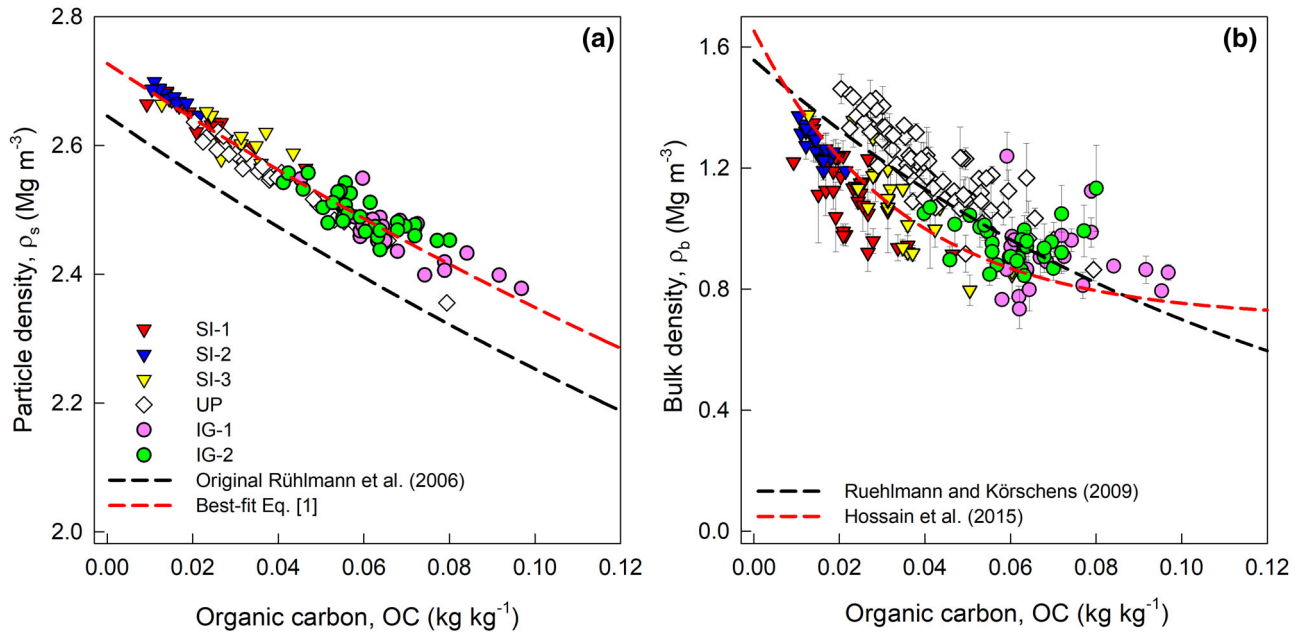 2.8
2.6
2.4
2.2
2.0
Particle density, ρs (Mg m-3)
(a)
SI-1
SI-2
SI-3
UP
IG-1
IG-2
Original Rühlmann et al. (2006)
Best-fit Eq. [1]
0.00 0.02 0.04 0.06 0.08 0.10 0.12
Organic carbon, OC (kg kg-1)
1.6
1.2
0.8
0.4
0.0
Bulk density, ρb (Mg m-3)
(b)
Ruehlmann and Körschens (2009)
Hossain et al. (2015)
0.00 0.02 0.04 0.06 0.08 0.10 0.12
Organic carbon, OC (kg kg-1)